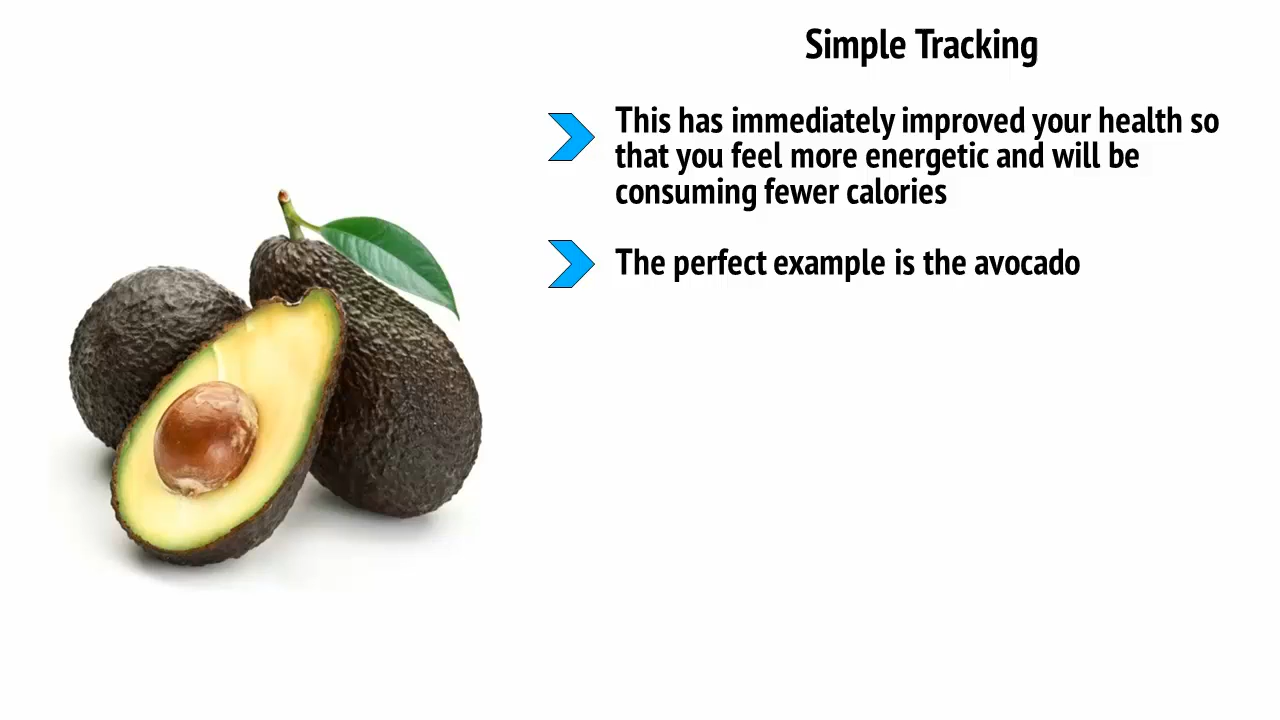 Simple Tracking
This has immediately improved your health so
that you feel more energetic and will be
consuming fewer calories
The perfect example is the avocado